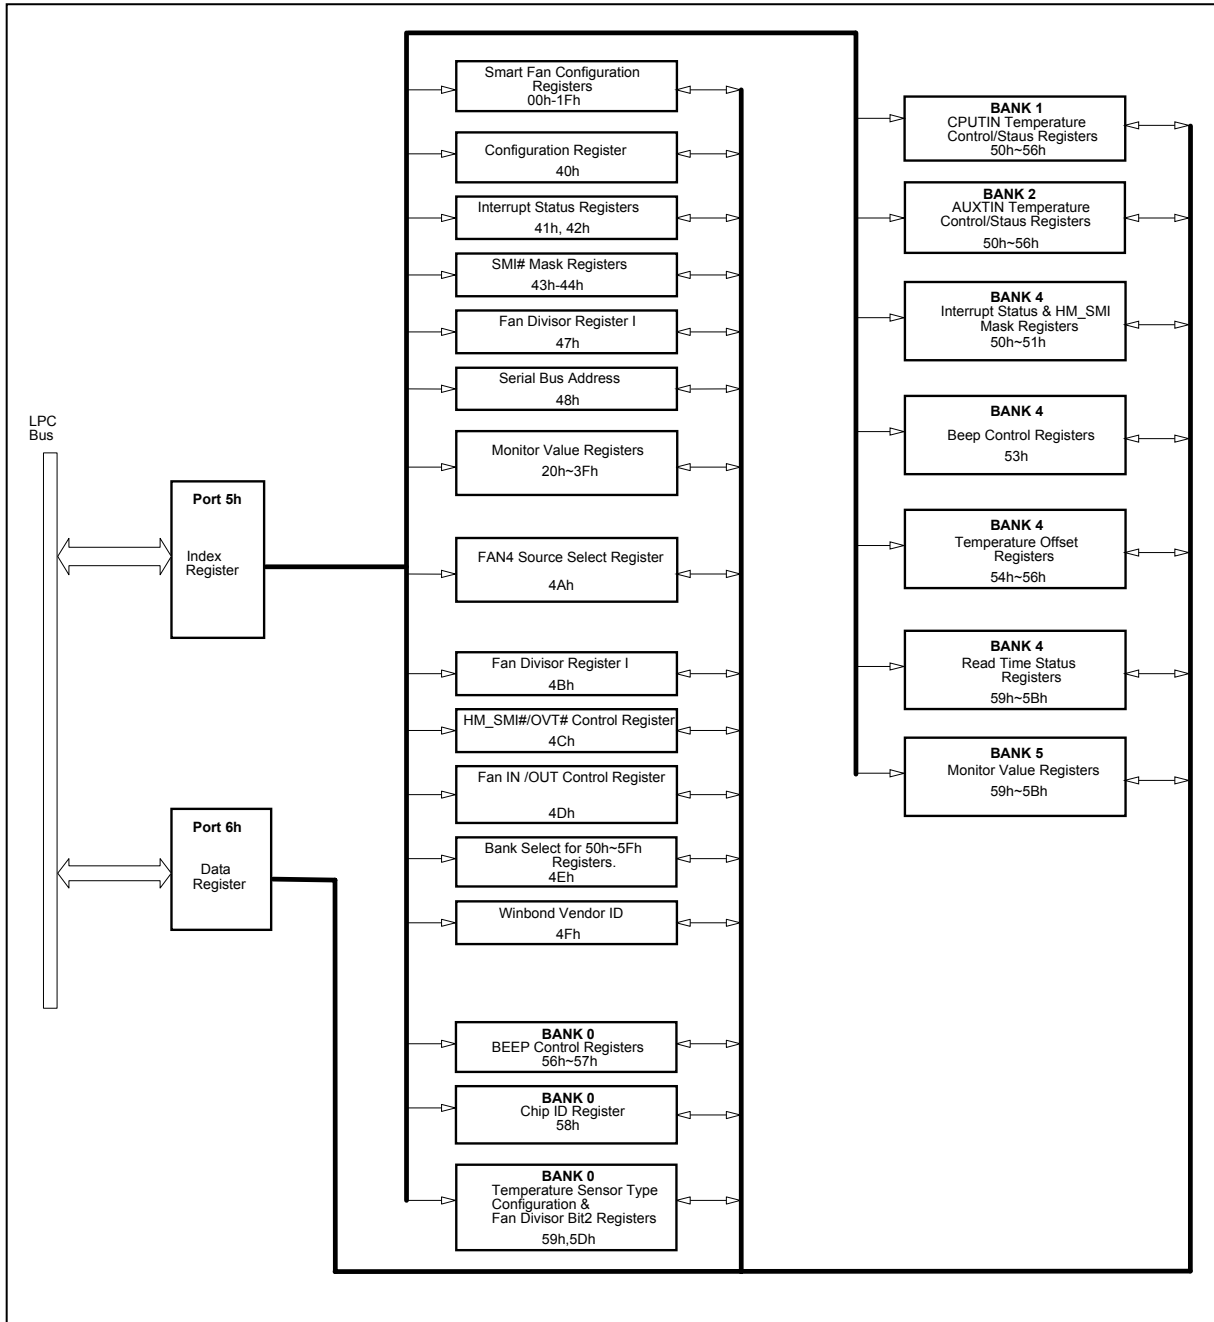 LPC
Bus
Port 5h
Index
Register
Port 6h
Data
Register
Smart Fan Configuration
Registers
00h-1Fh
Configuration Register
40h
Interrupt Status Registers
41h, 42h
SMI# Mask Registers
43h-44h
Fan Divisor Register I
47h
Serial Bus Address
48h
Monitor Value Registers
20h~3Fh
FAN4 Source Select Register
4Ah
Fan Divisor Register I
4Bh
HM_SMI#/OVT# Control Register
4Ch
Fan IN /OUT Control Register
4Dh
Bank Select for 50h~5Fh
Registers.
4Eh
Winbond Vendor ID
4Fh
BANK 0
BEEP Control Registers
56h~57h
BANK 0
Chip ID Register
58h
BANK 0
Temperature Sensor Type
Configuration &
Fan Divisor Bit2 Registers
59h,5Dh
BANK 1
CPUTIN Temperature
Control/Staus Registers
50h~56h
BANK 2
AUXTIN Temperature
Control/Staus Registers
50h~56h
BANK 4
Interrupt Status & HM_SMI
Mask Registers
50h~51h
BANK 4
Beep Control Registers
53h
BANK 4
Temperature Offset
Registers
54h~56h
BANK 4
Read Time Status
Registers
59h~5Bh
BANK 5
Monitor Value Registers
59h~5Bh